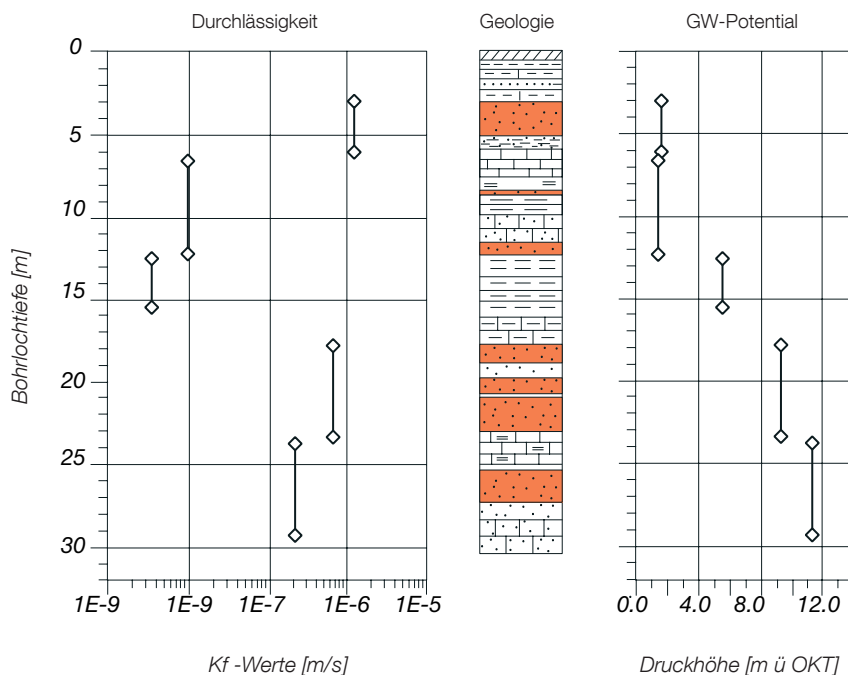 Durchlässigkeit
Geologie
GW-Potential
0
5
10
15
20
25
30
Bohrlochtiefe [m]
1E-9 1E-9 1E-7 1E-6 1E-5
0.0 4.0 8.0 12.0
Kf -Werte [m/s]
Druckhöhe [m ü OKT]